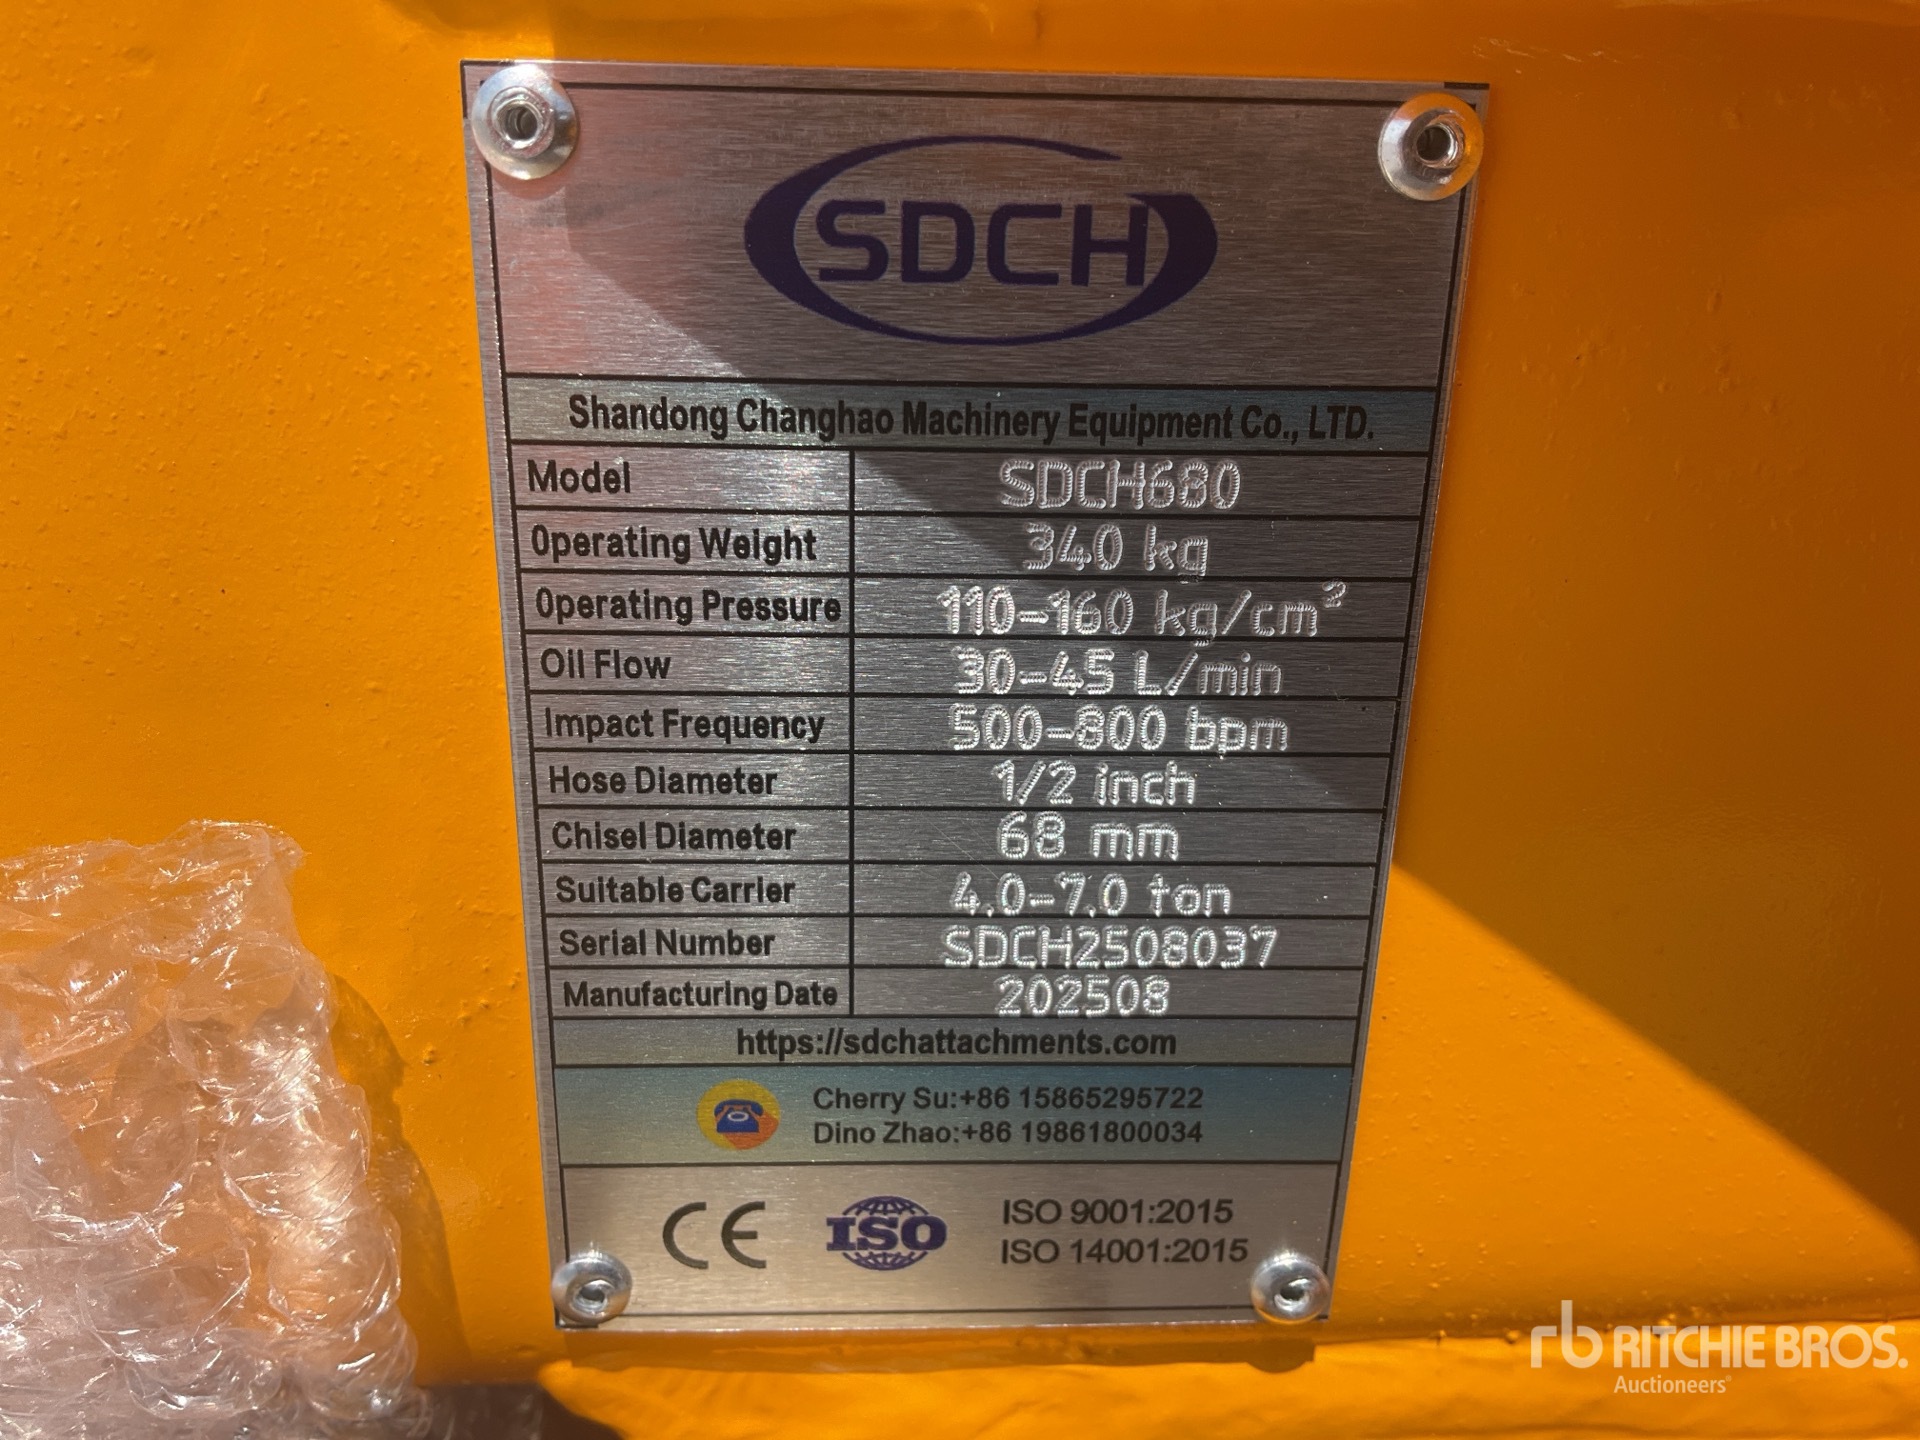 SDCH
Shandong Changhao Machinery Equipment Co., LTD.
Model SDCH680
Operating Weight 340 kg
Operating Pressure 110-160 kg/cm²
Oil Flow 30-45 L/min
Impact Frequency 500-800 bpm
Hose Diameter 1/2 inch
Chisel Diameter 68 mm
Suitable Carrier 4.0-7.0 ton
Serial Number SDCH2508037
Manufacturing Date 202508
https://sdchattachments.com
Cherry Su:+86 15865295722
Dino Zhao:+86 19861800034
CE ISO ISO 9001:2015
ISO 14001:2015
rb RITCHIE BROS.
Auctioneers